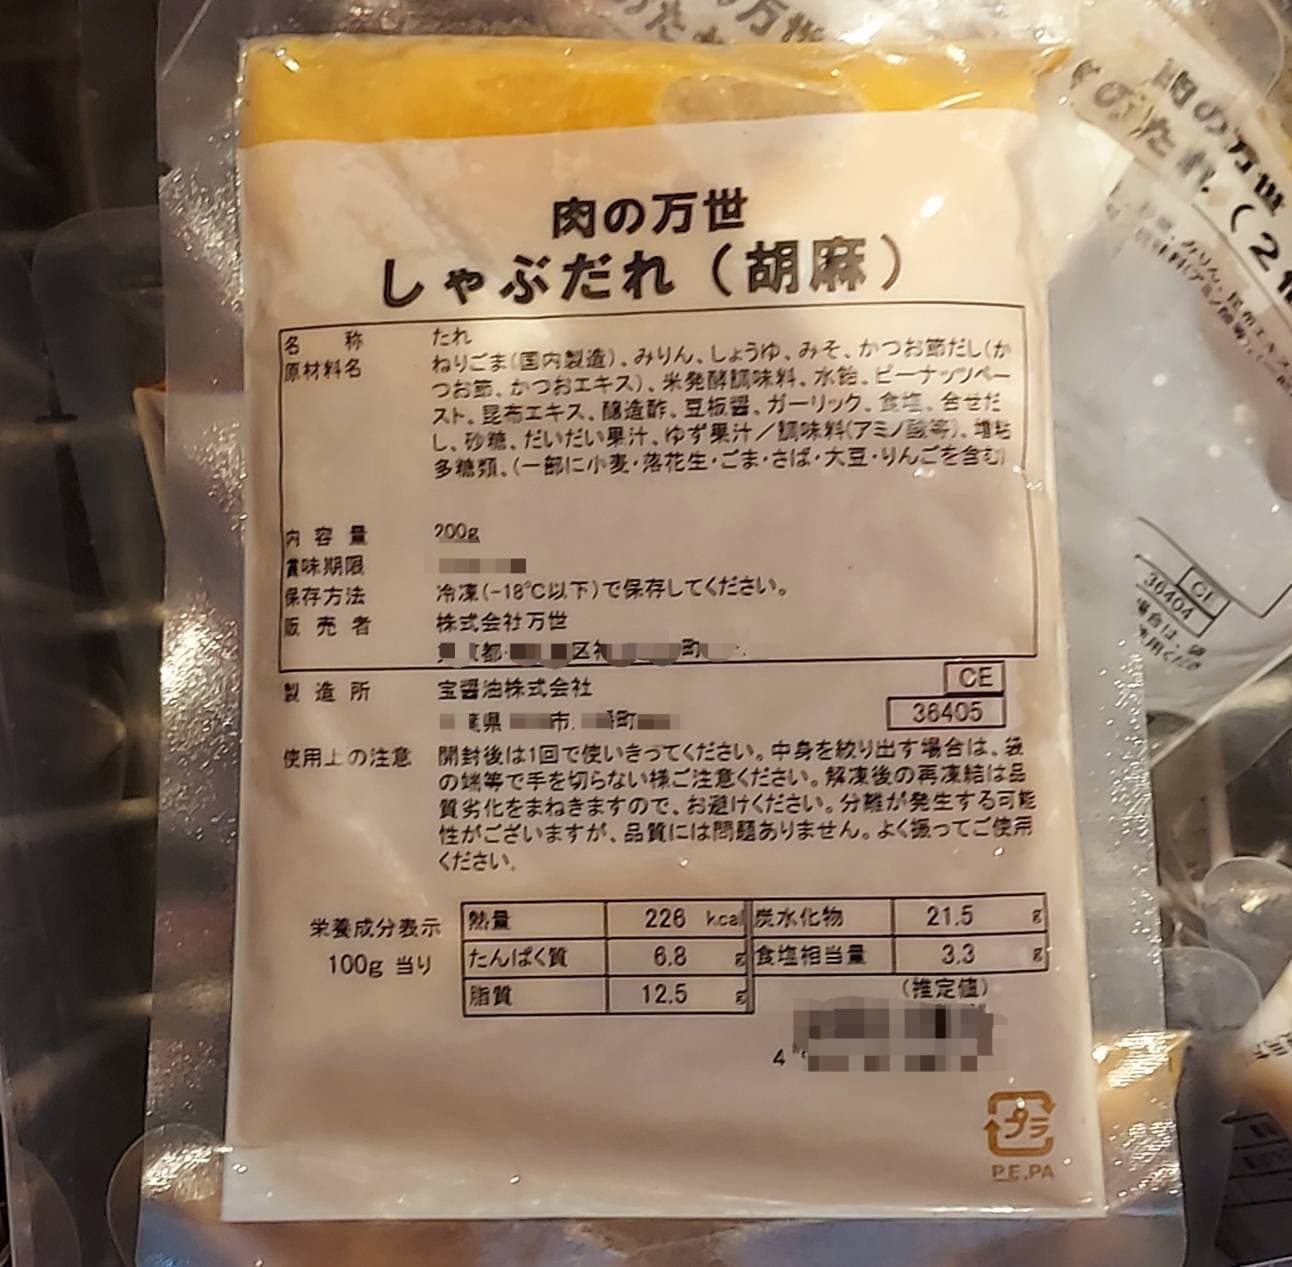 肉の万世
しゃぶだれ(胡麻)
名称 たれ
原材料名 ねりごま(国内製造)、みりん、しょうゆ、みそ、かつお節だし(か
つお節、かつおエキス)、米発酵調味料、水飴、ピーナッツペー
スト、昆布エキス、醸造酢、豆板醤、ガーリック、食塩、合せだ
し、砂糖、だいだい果汁、ゆず果汁/調味料(アミノ酸等)、増粘
多糖類、(一部に小麦・落花生・ごま・さば・大豆・りんごを含む)
内容量 200g
賞味期限
保存方法 冷凍(-18℃以下)で保存してください。
販売者 株式会社万世
都 区 町
製造所 宝醤油株式会社
県 市 町
CE
36405
使用上の注意 開封後は1回で使いきってください。中身を絞り出す場合は、袋
の端等で手を切らない様ご注意ください。解凍後の再凍結は品
質劣化をまねきますので、お避けください。分離が発生する可能
性がございますが、品質には問題ありません。よく振ってご使用
ください。
栄養成分表示
100g 当り
熱量 226 kcal 炭水化物 21.5 g
たんぱく質 6.8 g 食塩相当量 3.3 g
脂質 12.5 g
(推定値)
4
プラ
P.E,PA
肉の万世
のたれ(2
CE
36404
場合は、袋